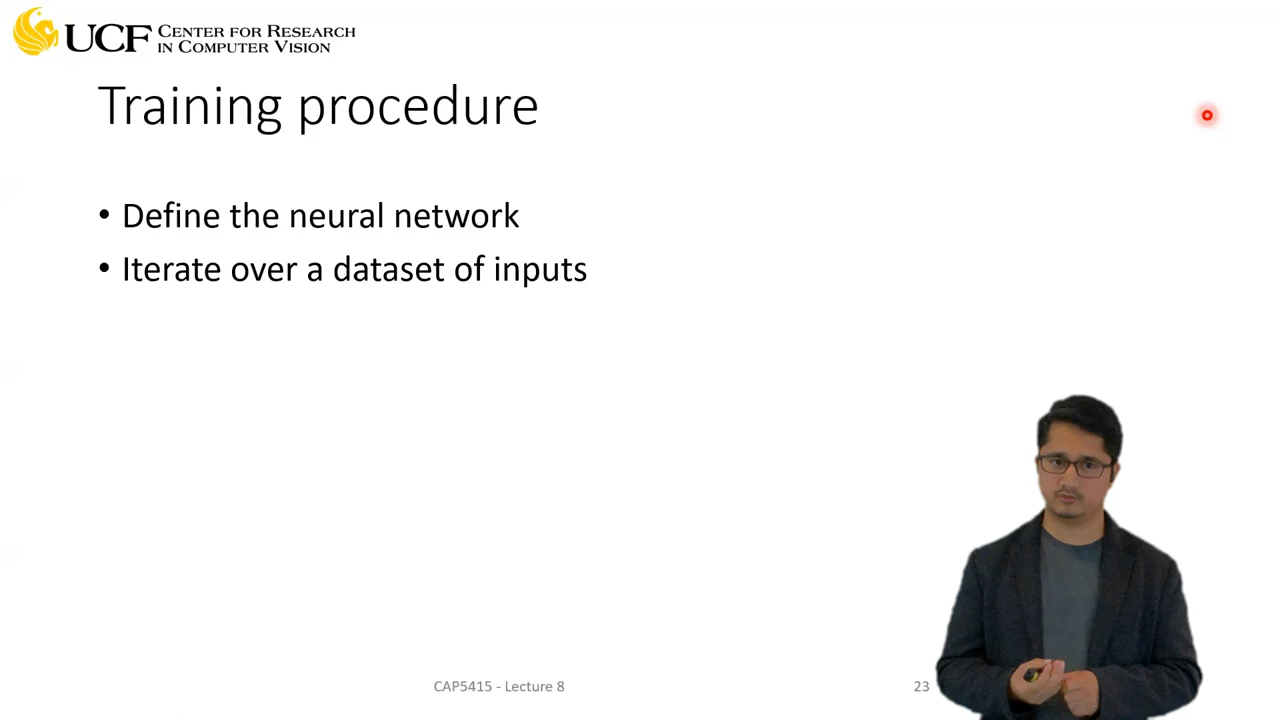 UCF CENTER FOR RESEARCH
IN COMPUTER VISION
Training procedure
• Define the neural network
• Iterate over a dataset of inputs
CAP5415 - Lecture 8
23